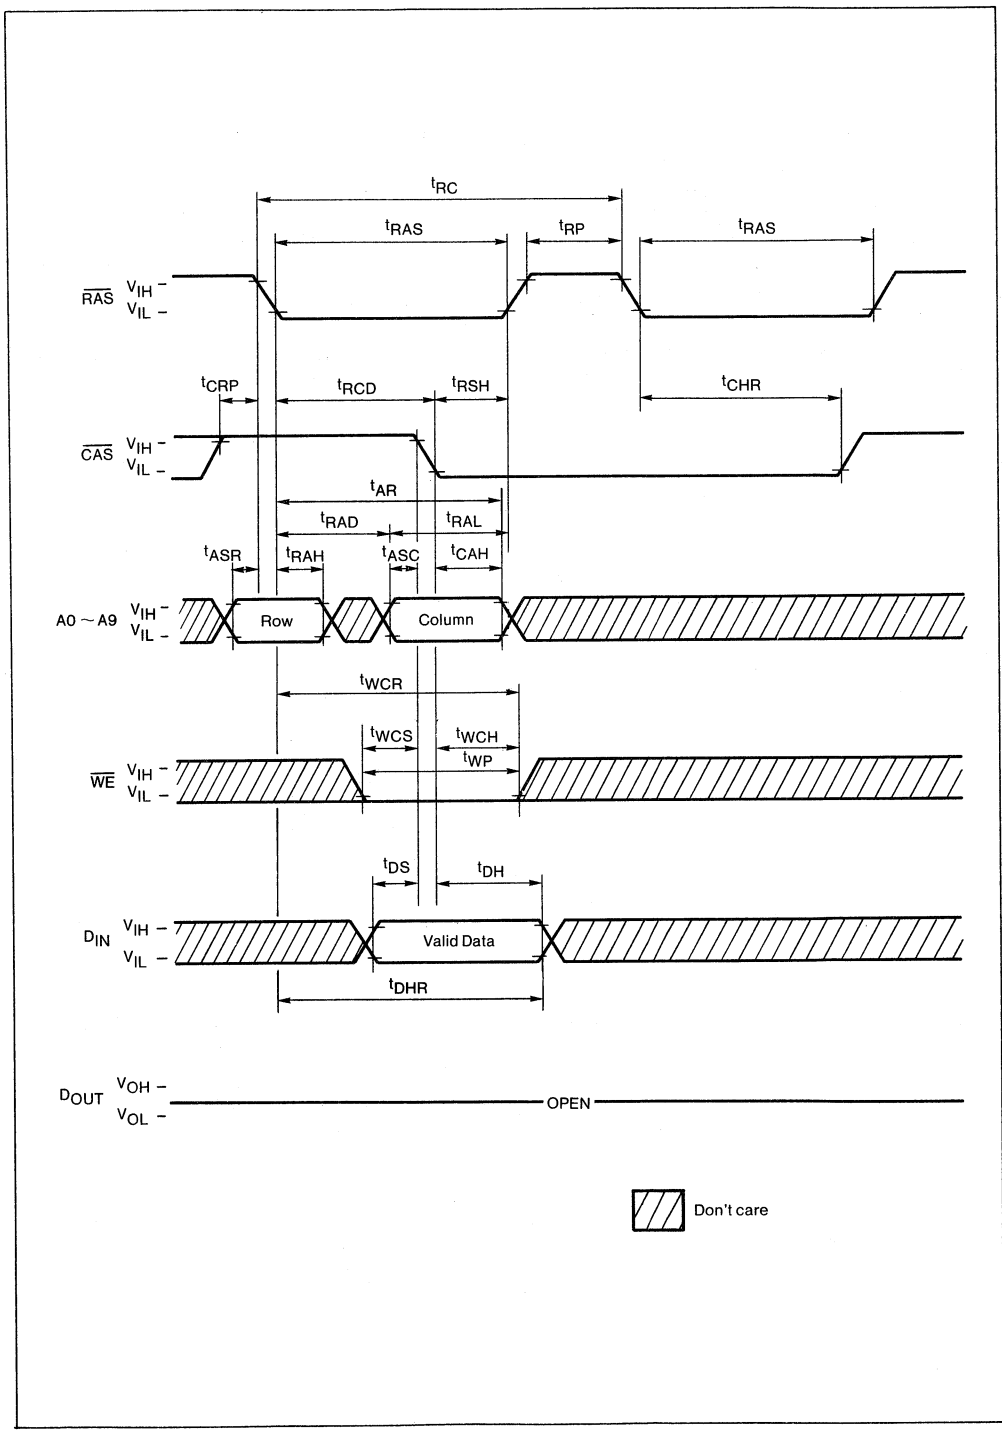 tRC
tRAS tRP tRAS
RAS VIH –
VIL –
tCRP tRCD tRSH tCHR
CAS VIH –
VIL –
tAR
tRAD tRAL
tASR tRAH tASC tCAH
A0 ~ A9 VIH –
VIL –
Row Column
tWCR
tWCS tWCH
tWP
WE VIH –
VIL –
tDS tDH
DIN VIH –
VIL –
Valid Data
tDHR
DOUT VOH –
VOL –
OPEN
Don't care